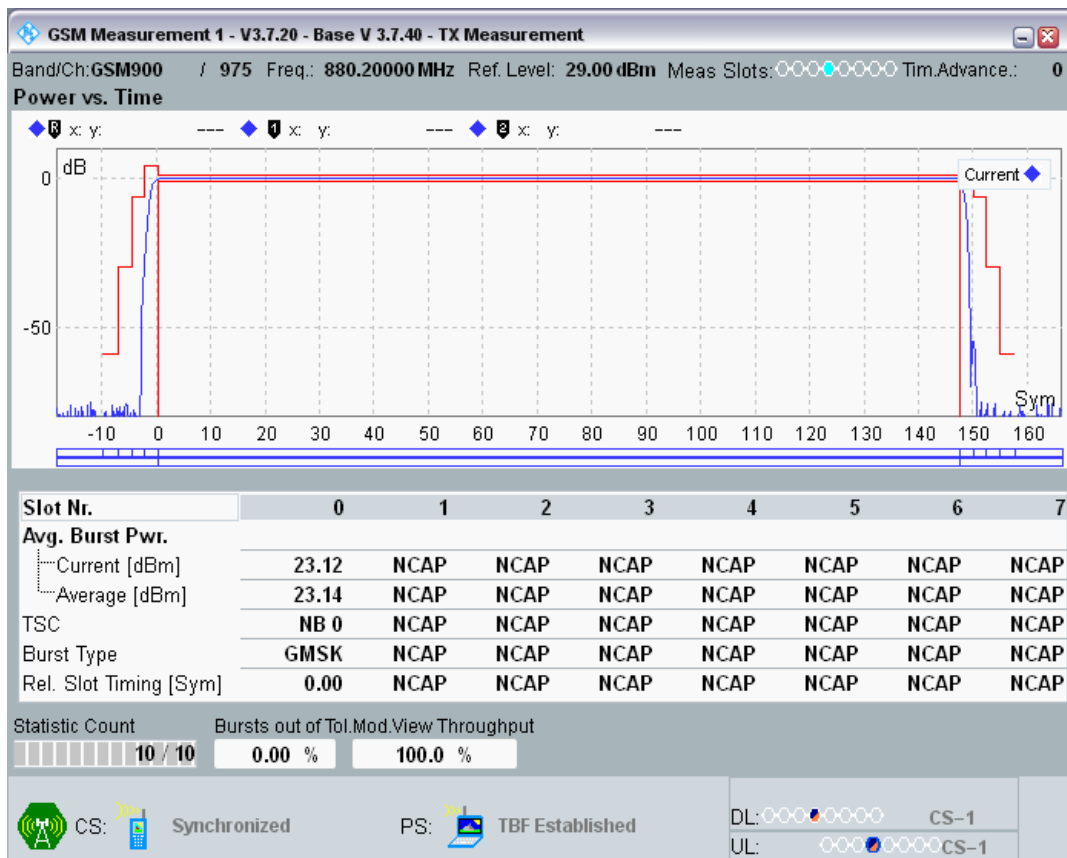 GSM Measurement 1 - V3.7.20 - Base V 3.7.40 - TX Measurement
Band/Ch:GSM900 / 975 Freq.: 880.20000 MHz Ref. Level: 29.00 dBm Meas Slots: Tim.Advance.: 0
Power vs. Time
R x: y: --- 1 x: y: --- 2 x: y: ---
dB
0
Current
-50
Sym
-10 0 10 20 30 40 50 60 70 80 90 100 110 120 130 140 150 160
Slot Nr. 0 1 2 3 4 5 6 7
Avg. Burst Pwr.
Current [dBm] 23.12 NCAP NCAP NCAP NCAP NCAP NCAP NCAP
Average [dBm] 23.14 NCAP NCAP NCAP NCAP NCAP NCAP NCAP
TSC NB 0 NCAP NCAP NCAP NCAP NCAP NCAP NCAP
Burst Type GMSK NCAP NCAP NCAP NCAP NCAP NCAP NCAP
Rel. Slot Timing [Sym] 0.00 NCAP NCAP NCAP NCAP NCAP NCAP NCAP
Statistic Count Bursts out of Tol.Mod.View Throughput
10 / 10 0.00 % 100.0 %
CS: Synchronized PS: TBF Established
DL: CS-1
UL: CS-1